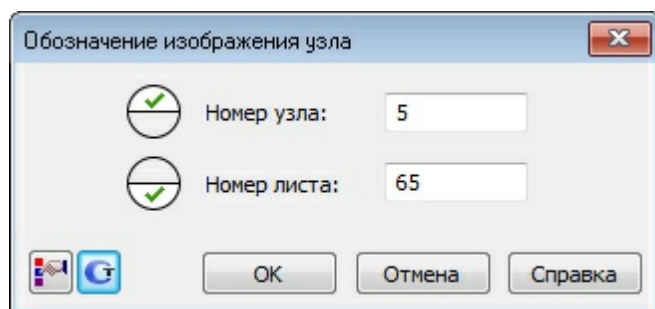 Обозначение изображения узла
Номер узла: 5
Номер листа: 65
OK Отмена Справка